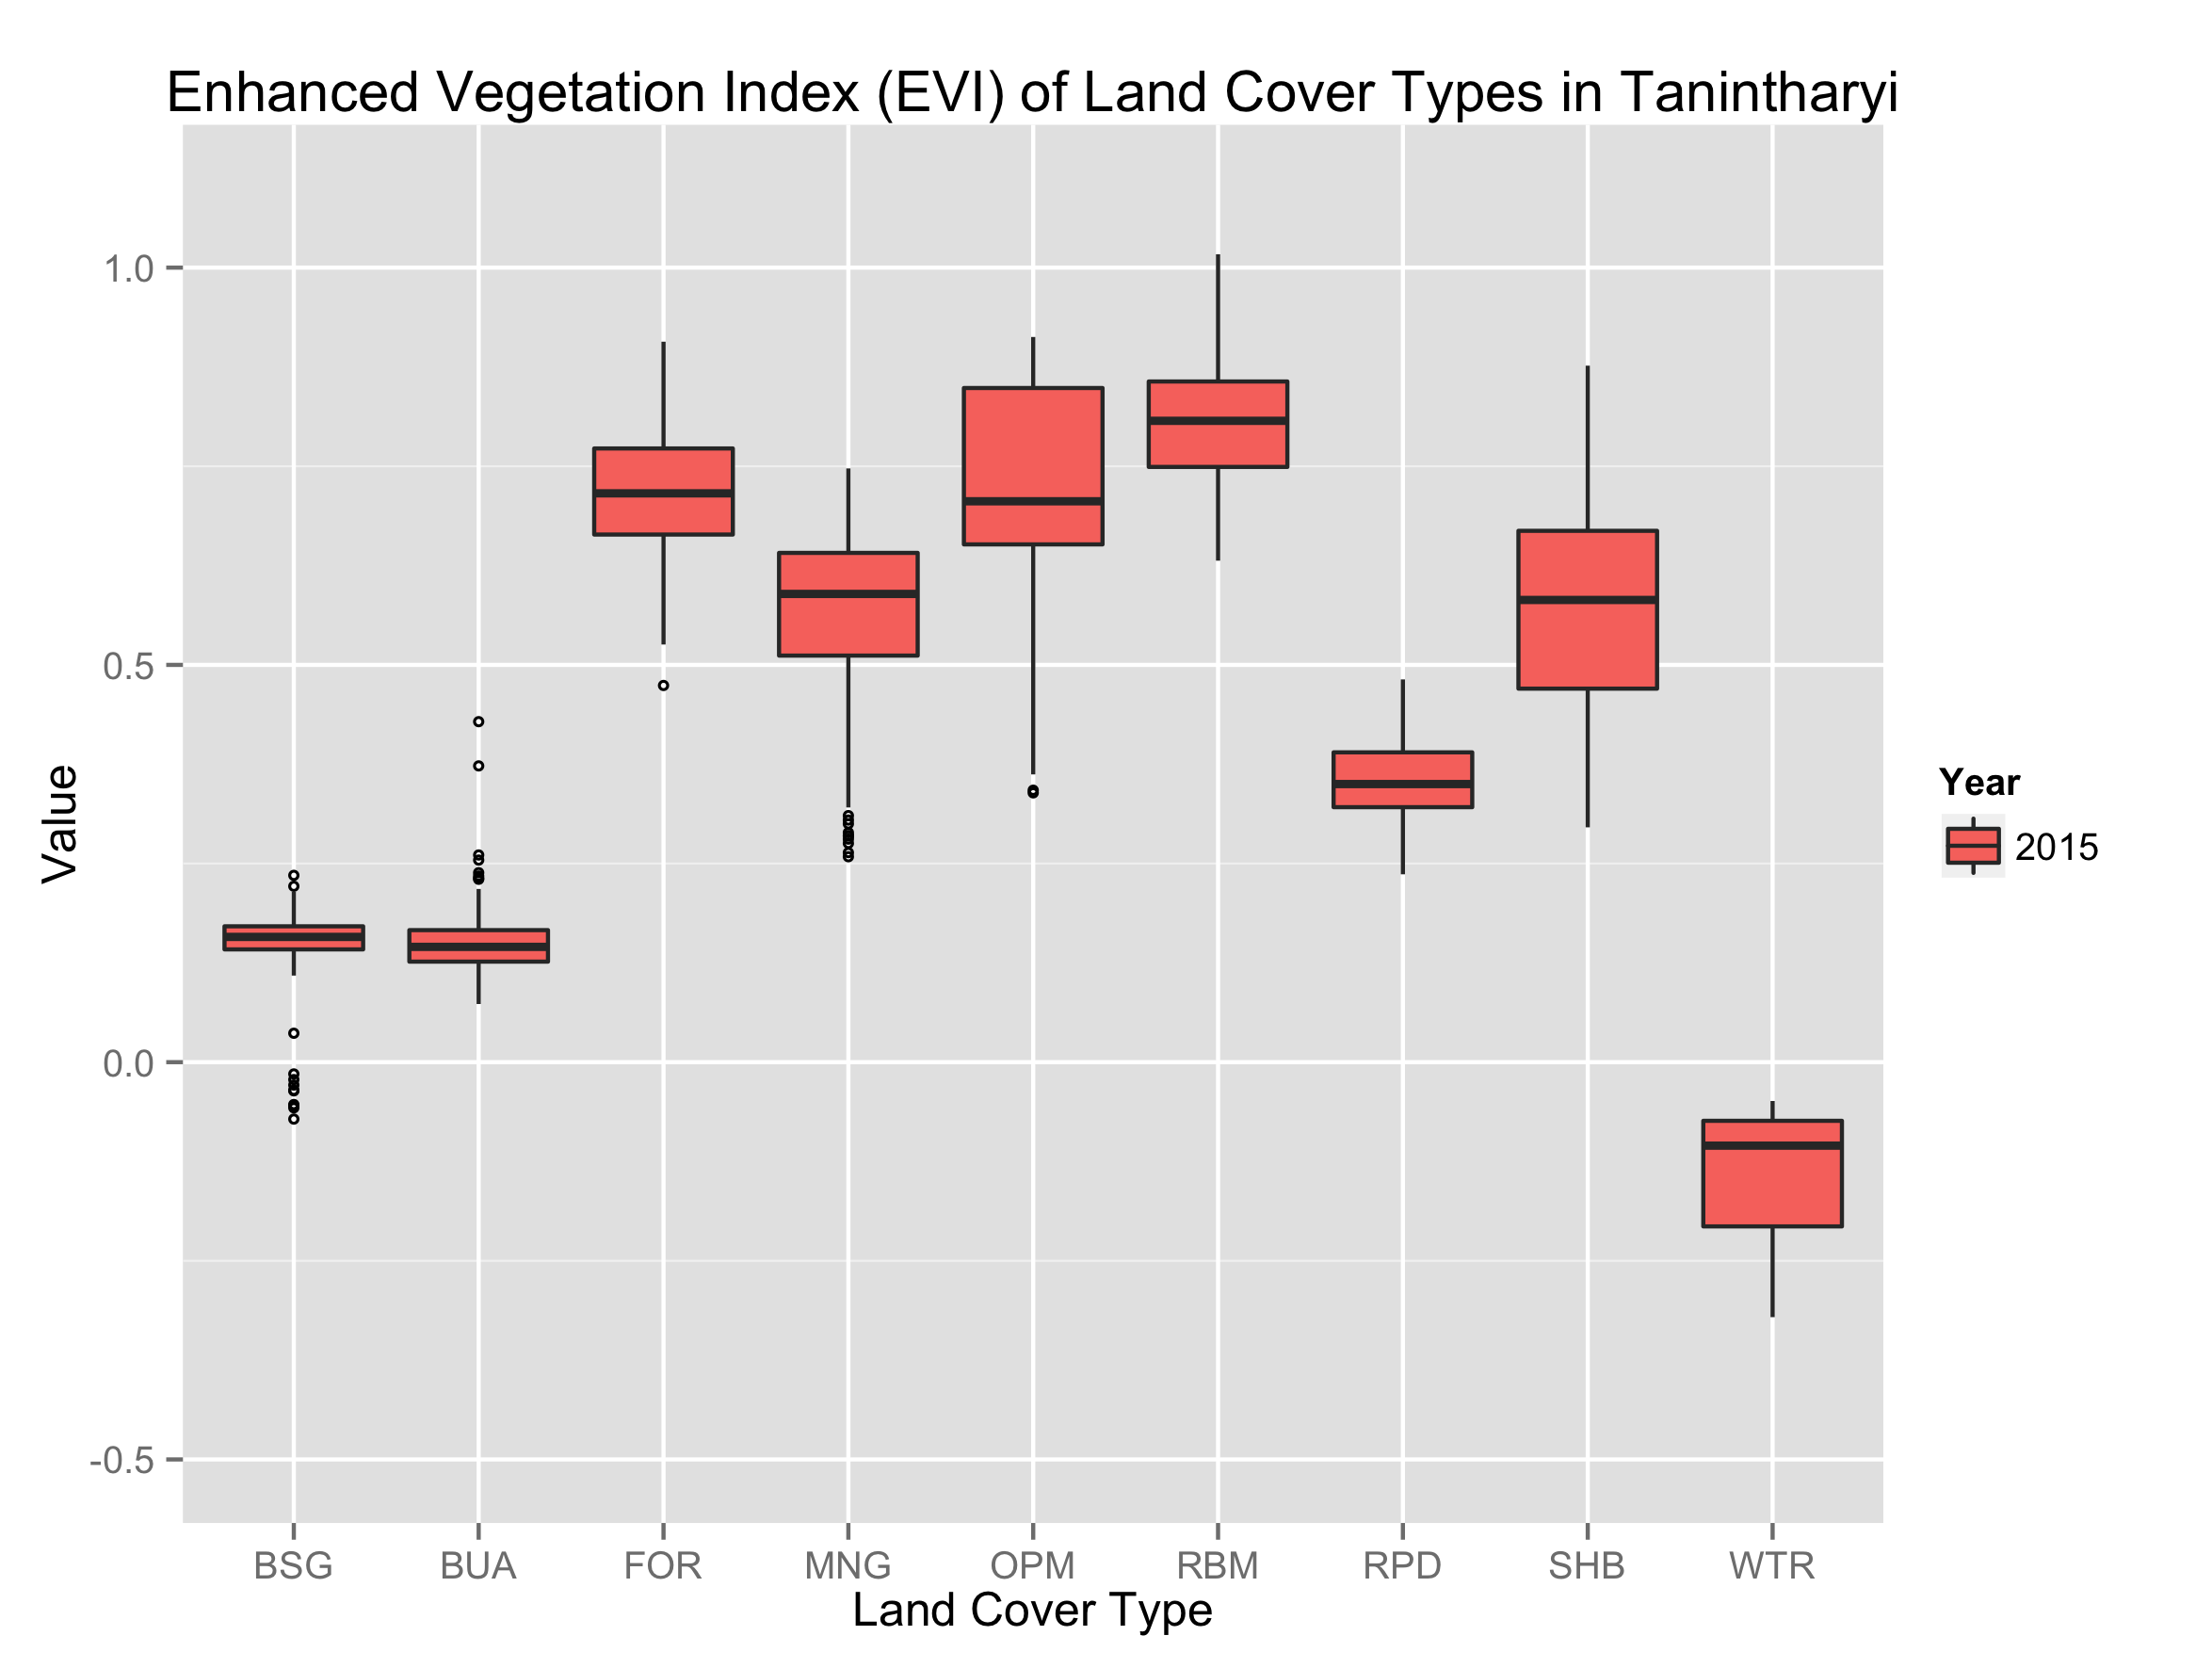 Enhanced Vegetation Index (EVI) of Land Cover Types in Tanintharyi
1.0
0.5
0.0
-0.5
Value
BSG BUA FOR MNG OPM RBM RPD SHB WTR
Land Cover Type
Year
2015